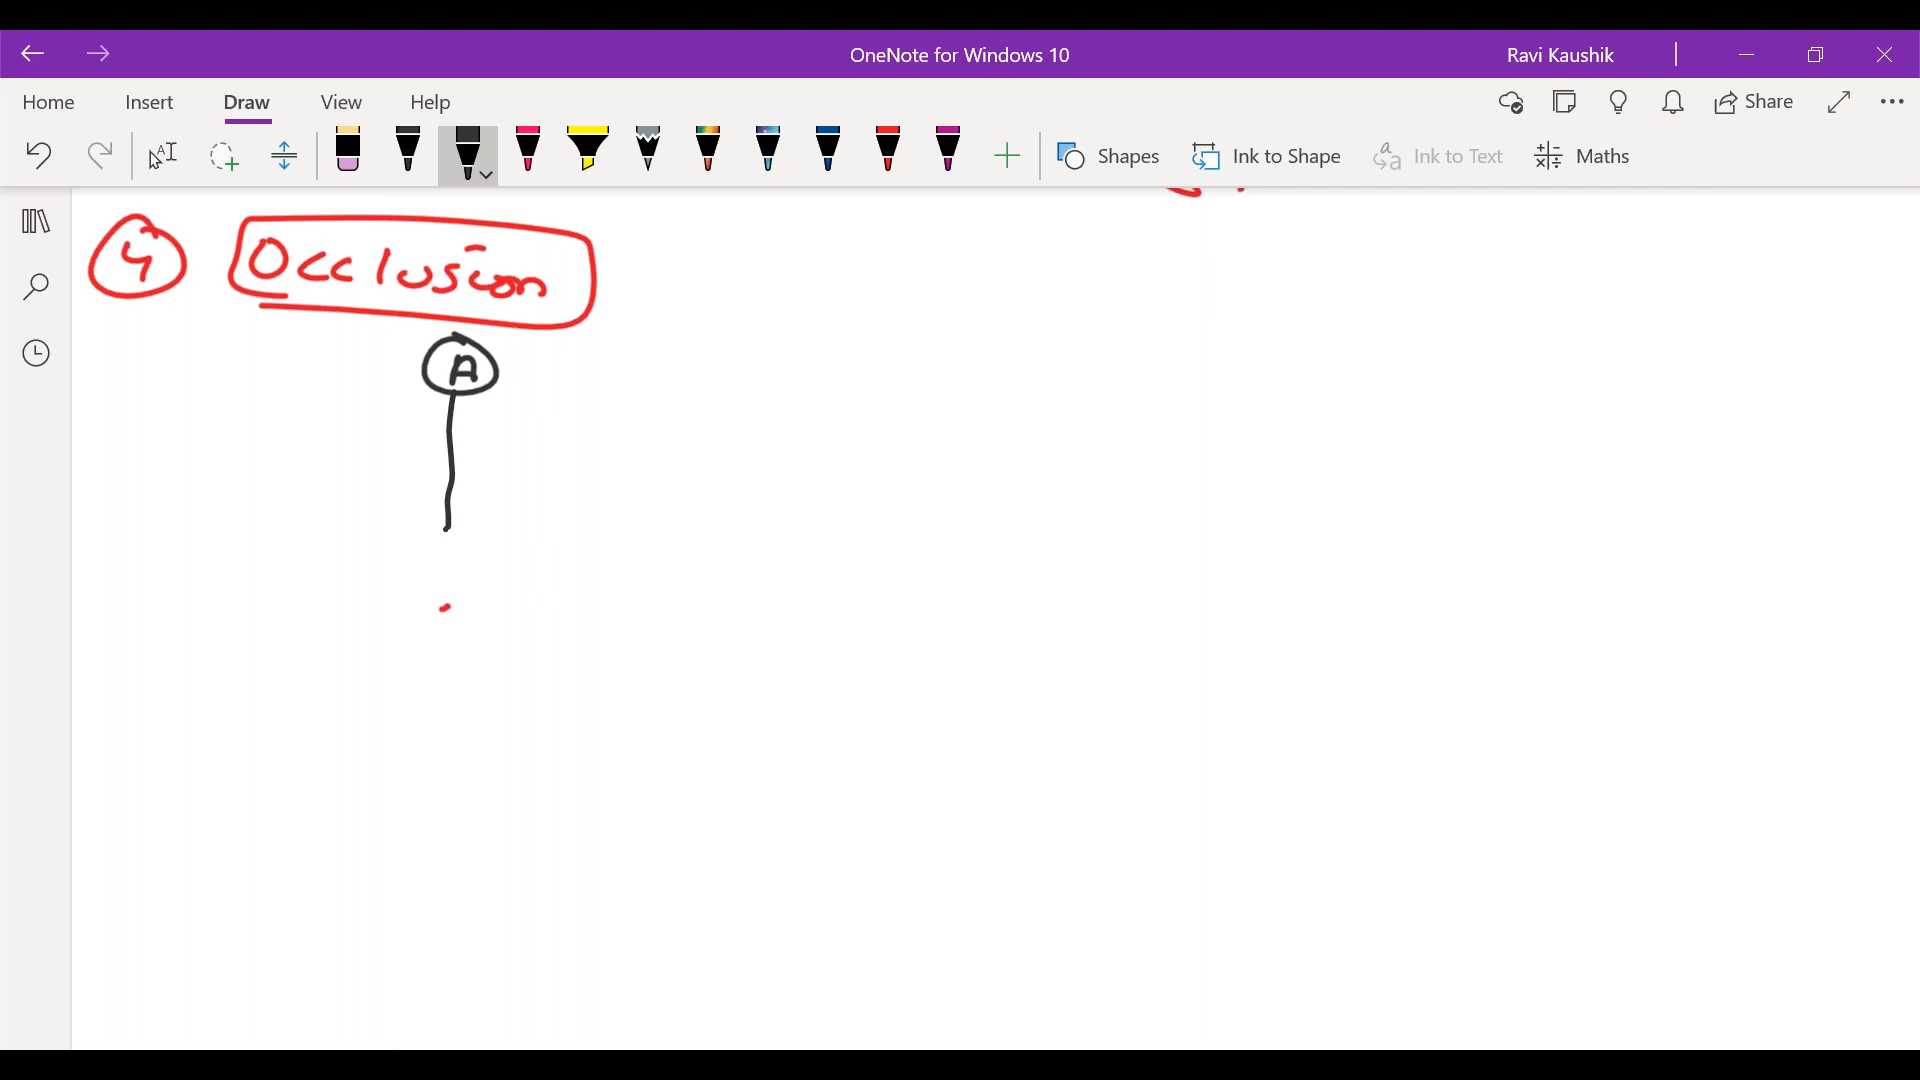 OneNote for Windows 10
Ravi Kaushik
Home Insert Draw View Help
Share
Shapes Ink to Shape Ink to Text Maths
4 Occlusion
A